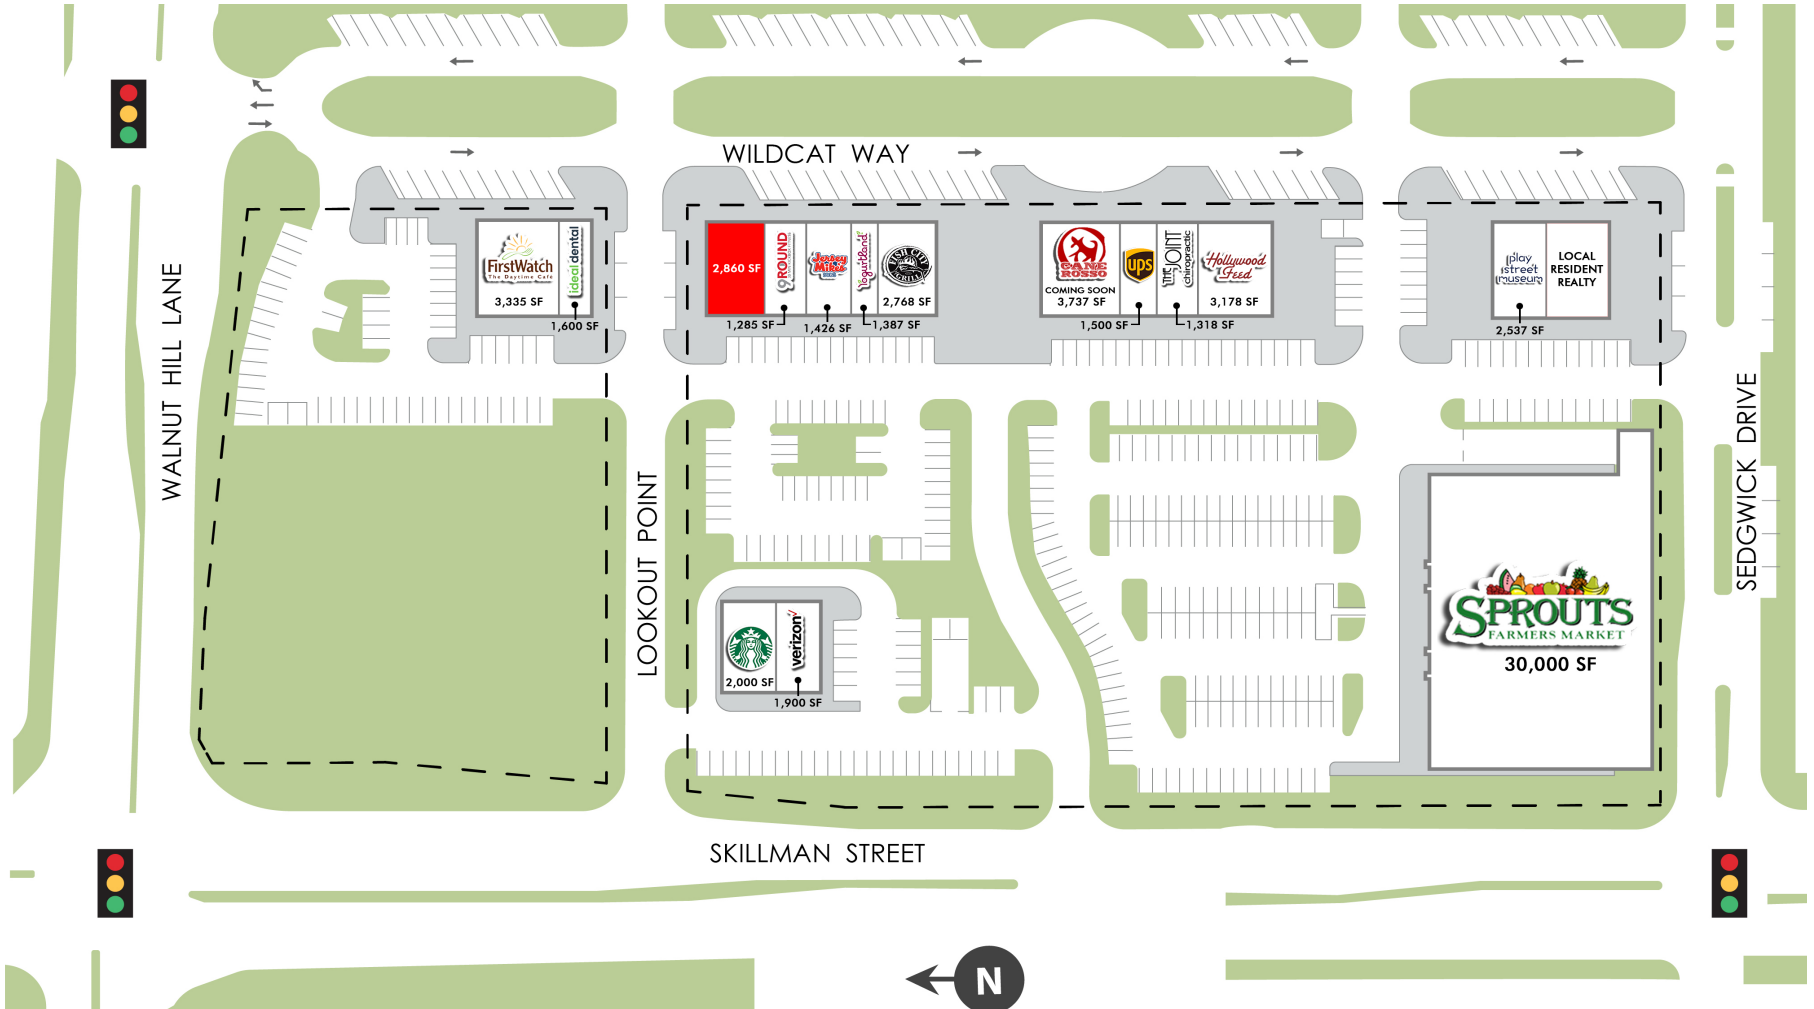 WILDCAT WAY
WALNUT HILL LANE
LOOKOUT POINT
SEDGWICK DRIVE
SKILLMAN STREET
FirstWatch
The Daytime Café
3,335 SF
ideal dental
1,600 SF
2,860 SF
9ROUND
1,285 SF
Jersey
Mike's
SUBS
1,426 SF
Yogurtland
1,387 SF
FISH CITY
GRILL
2,768 SF
CANE
ROSSO
COMING SOON
3,737 SF
ups
1,500 SF
THE JOINT
chiropractic
1,318 SF
Hollywood
Feed
3,178 SF
play
street
museum
2,537 SF
LOCAL
RESIDENT
REALTY
2,000 SF
verizon
1,900 SF
SPROUTS
FARMERS MARKET
30,000 SF
N